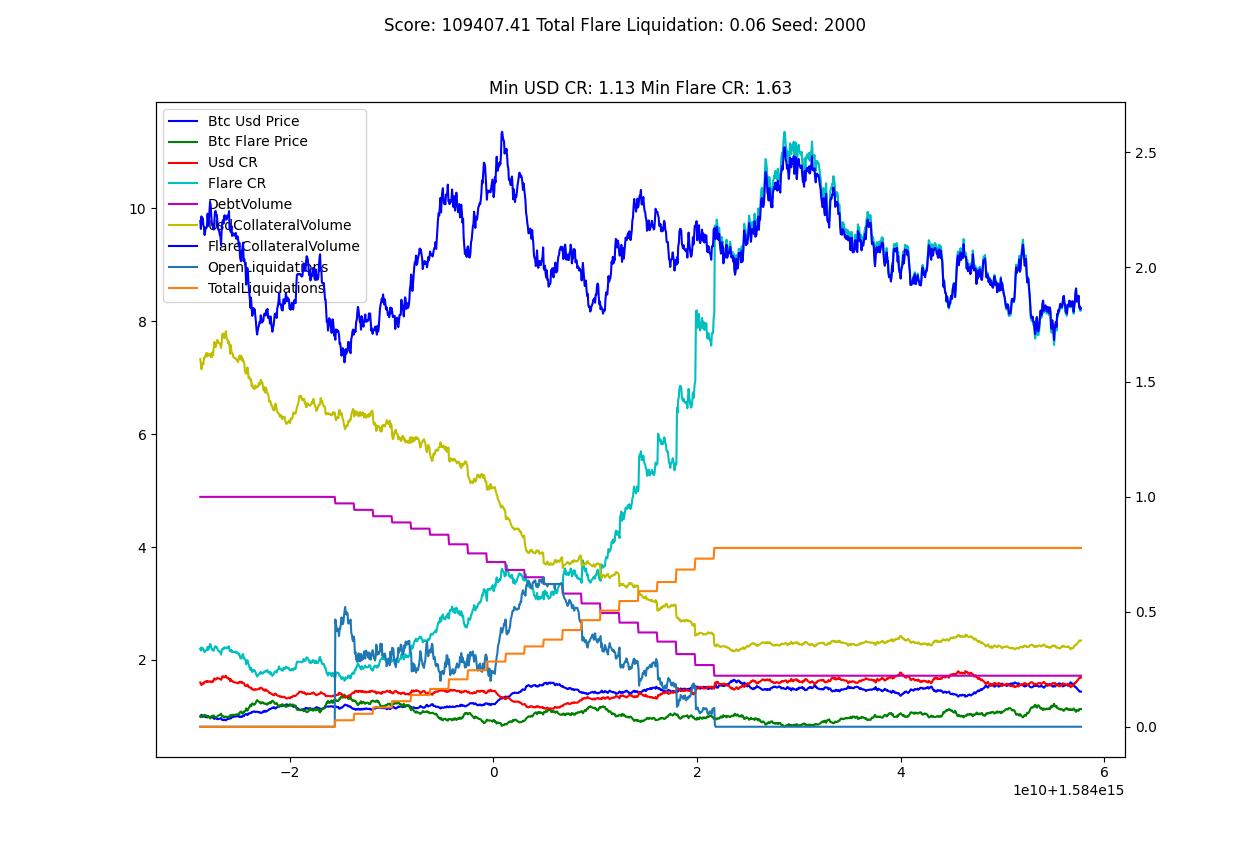 Score: 109407.41 Total Flare Liquidation: 0.06 Seed: 2000
Min USD CR: 1.13 Min Flare CR: 1.63
Btc Usd Price
Btc Flare Price
Usd CR
Flare CR
DebtVolume
UsdCollateralVolume
FlareCollateralVolume
OpenLiquidations
TotalLiquidations
10
8
6
4
2
2.5
2.0
1.5
1.0
0.5
0.0
−2
0
2
4
6
1e10+1.584e15